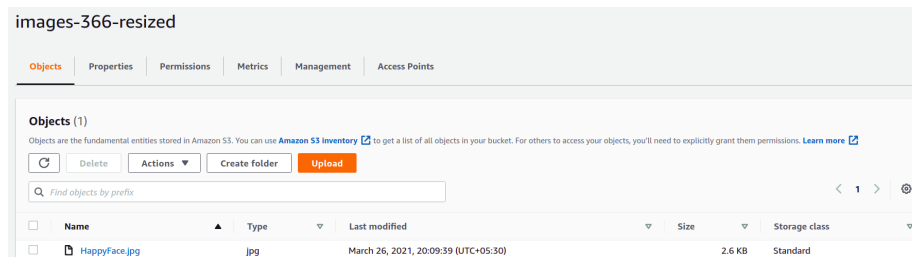 images-366-resized
Objects Properties Permissions Metrics Management Access Points
Objects (1)
Objects are the fundamental entities stored in Amazon S3. You can use Amazon S3 inventory to get a list of all objects in your bucket. For others to access your objects, you'll need to explicitly grant them permissions. Learn more
Delete Actions Create folder Upload
Find objects by prefix 1
Name Type Last modified Size Storage class
HappyFace.jpg jpg March 26, 2021, 20:09:39 (UTC+05:30) 2.6 KB Standard